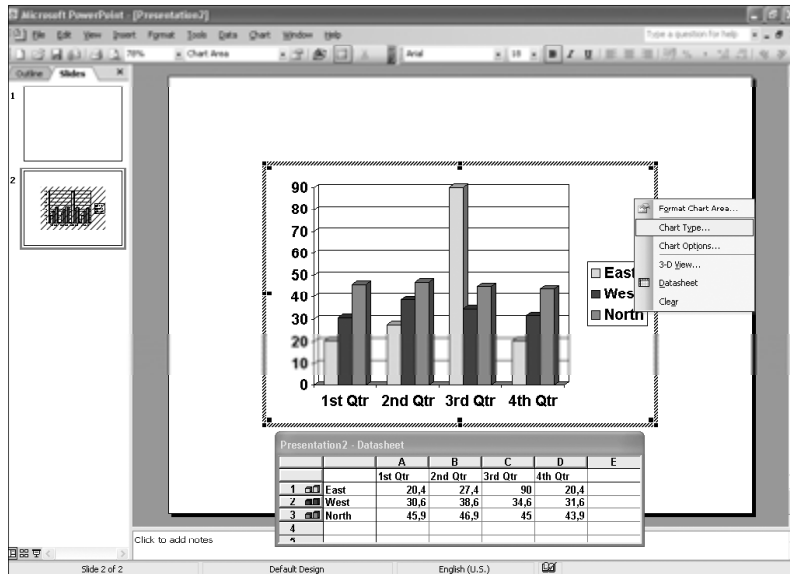 Microsoft PowerPoint - [Presentation2]
File Edit View Insert Format Tools Data Chart Window Help
Type a question for help
78% Chart Area Arial 18 B I U
Outline Slides
1
2
90
80
70
60
50
40
30
20
10
0
1st Qtr 2nd Qtr 3rd Qtr 4th Qtr
East
West
North
Format Chart Area...
Chart Type...
Chart Options...
3-D View...
Datasheet
Clear
Presentation2 - Datasheet
A B C D E
1st Qtr 2nd Qtr 3rd Qtr 4th Qtr
1 East 20,4 27,4 90 20,4
2 West 30,6 38,6 34,6 31,6
3 North 45,9 46,9 45 43,9
4
Click to add notes
Slide 2 of 2 Default Design English (U.S.)